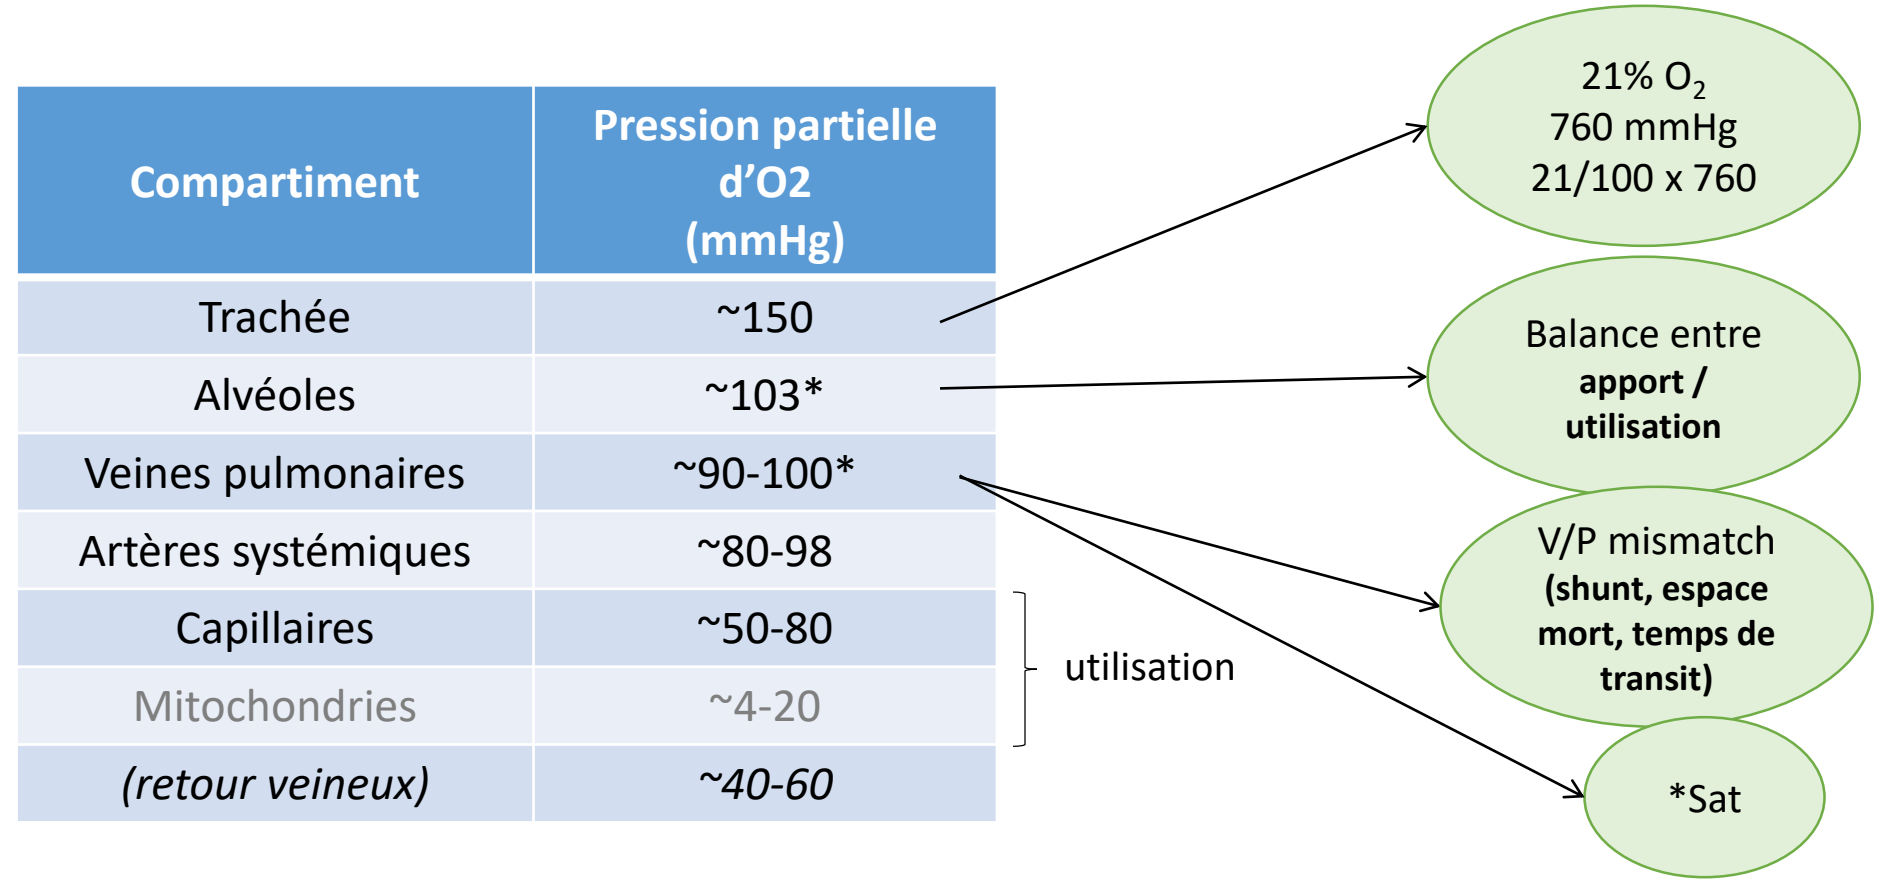 Compartiment
Pression partielle
d’O2
(mmHg)
Trachée
~150
Alvéoles
~103*
Veines pulmonaires
~90-100*
Artères systémiques
~80-98
Capillaires
~50-80
Mitochondries
~4-20
(retour veineux)
~40-60
utilisation
21% O₂
760 mmHg
21/100 x 760
Balance entre
apport /
utilisation
V/P mismatch
(shunt, espace
mort, temps de
transit)
*Sat